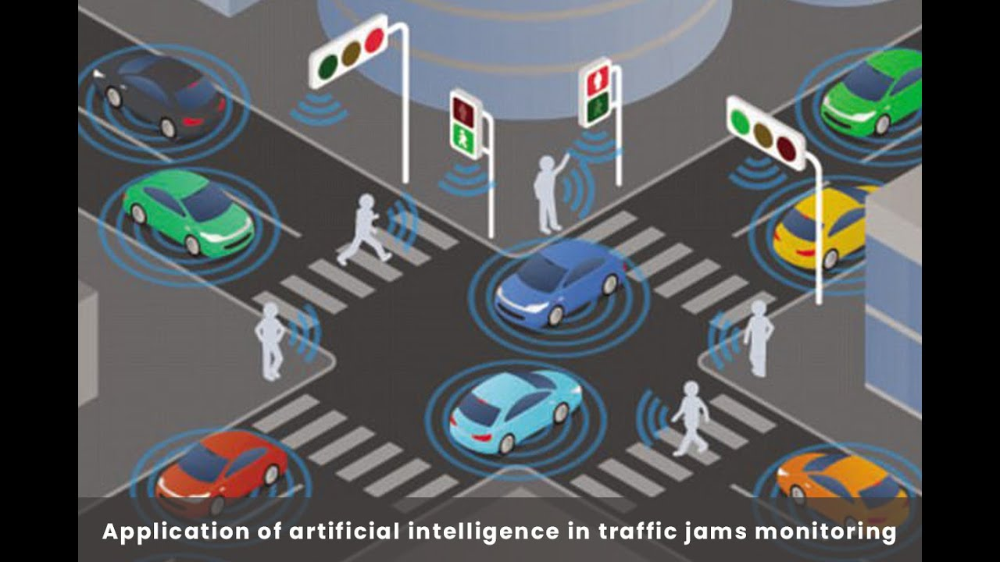 Application of artificial intelligence in traffic jams monitoring